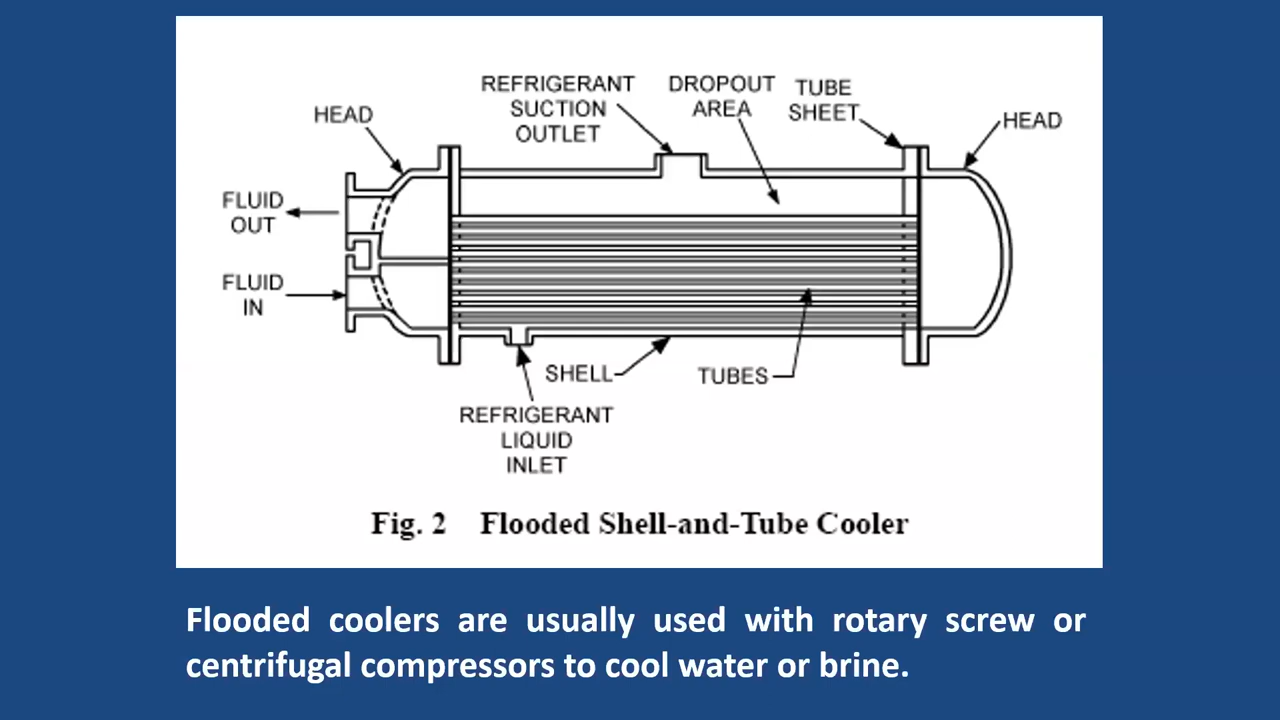 REFRIGERANT
SUCTION
OUTLET
DROPOUT
AREA
TUBE
SHEET
HEAD
HEAD
FLUID
OUT
FLUID
IN
SHELL
TUBES
REFRIGERANT
LIQUID
INLET
Fig. 2 Flooded Shell-and-Tube Cooler
Flooded coolers are usually used with rotary screw or
centrifugal compressors to cool water or brine.